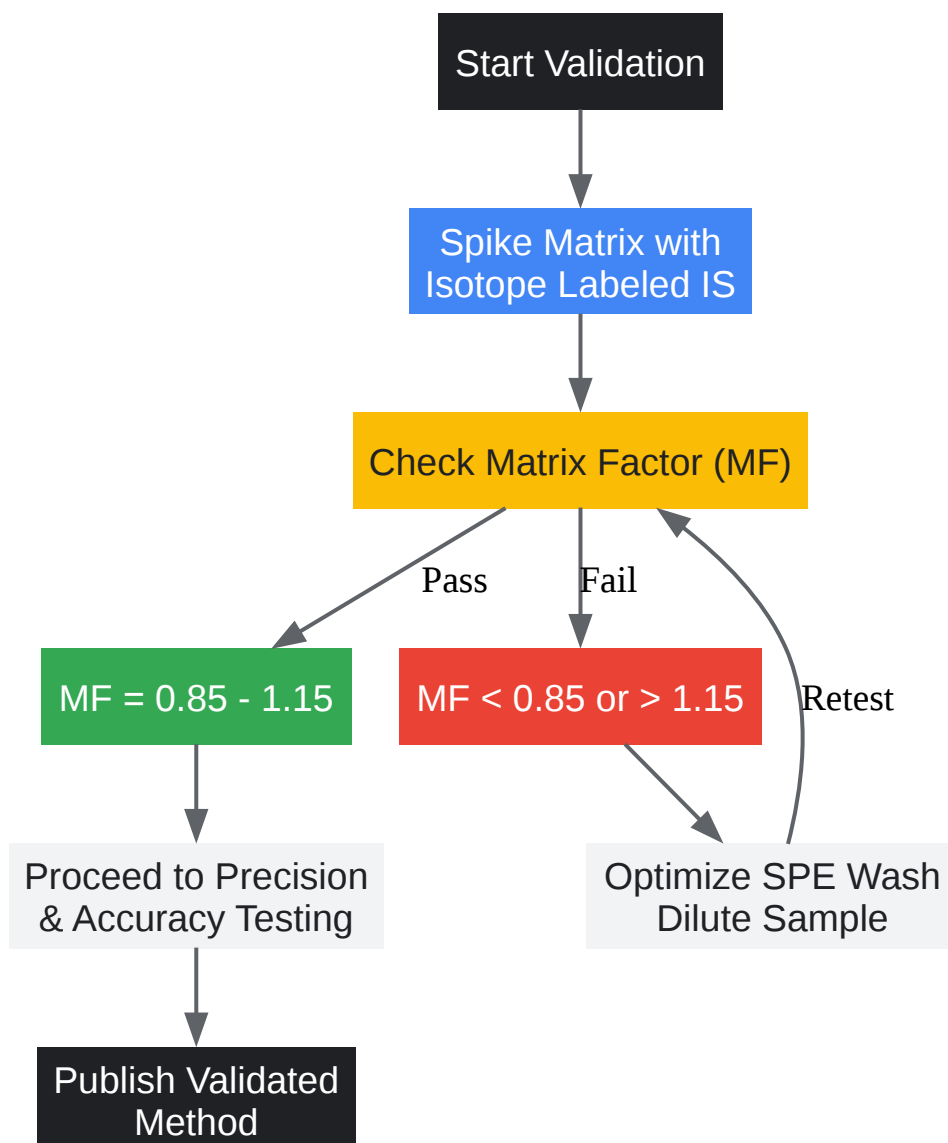 Start Validation
Spike Matrix with
Isotope Labeled IS
Check Matrix Factor (MF)
Pass
Fail
MF = 0.85 - 1.15
MF < 0.85 or > 1.15
Retest
Proceed to Precision
& Accuracy Testing
Optimize SPE Wash
Dilute Sample
Publish Validated
Method